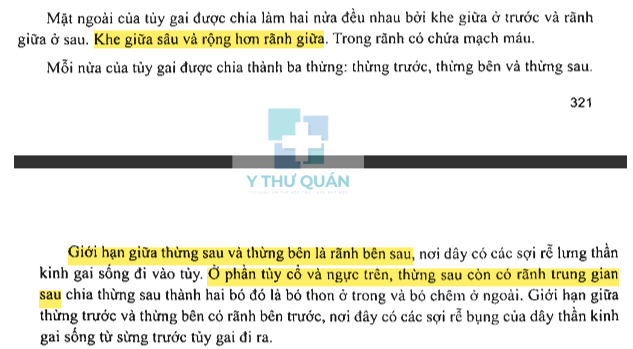 Mặt ngoài của tủy gai được chia làm hai nửa đều nhau bởi khe giữa ở trước và rãnh
giữa ở sau. Khe giữa sâu và rộng hơn rãnh giữa. Trong rãnh có chứa mạch máu.
Mỗi nửa của tủy gai được chia thành ba thừng: thừng trước, thừng bên và thừng sau.
321
Y THƯ QUÁN
Giới hạn giữa thừng sau và thừng bên là rãnh bên sau, nơi dây có các sợi rễ lưng thần
kinh gai sống đi vào tủy. Ở phần tủy cổ và ngực trên, thừng sau còn có rãnh trung gian
sau chia thừng sau thành hai bó đó là bó thon ở trong và bó chêm ở ngoài. Giới hạn giữa
thừng trước và thừng bên có rãnh bên trước, nơi dây có các sợi rễ bụng của dây thần kinh
gai sống từ sừng trước tủy gai đi ra.